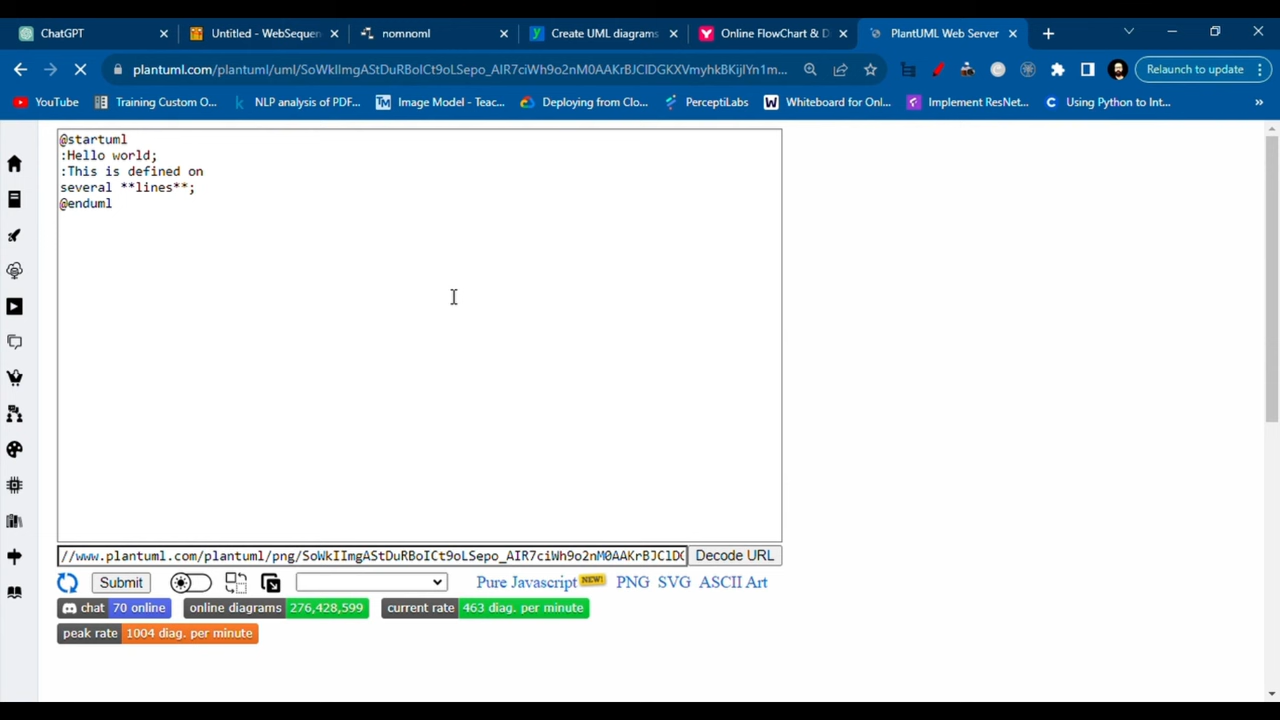 ChatGPT
Untitled - WebSequen
nomnoml
Create UML diagrams
Online FlowChart & D
PlantUML Web Server
plantuml.com/plantuml/uml/SoWkIImgAStDuRBoICt9oLSepo_AIR7ciWh9o2nM0AAKrBJCIDGKXVmyhkBKijIYn1m...
Relaunch to update
YouTube
Training Custom O...
NLP analysis of PDF...
TM Image Model - Teac...
Deploying from Clo...
PerceptiLabs
W Whiteboard for Onl...
Implement ResNet...
C Using Python to Int...
»
@startuml
:Hello world;
:This is defined on
several **lines**;
@enduml
//www.plantuml.com/plantuml/png/SoWkIImgAStDuRBoICt9oLSepo_AIR7ciWh9o2nM0AAKrBJClDG
Decode URL
Submit
Pure Javascript NEW! PNG SVG ASCII Art
chat 70 online
online diagrams 276,428,599
current rate 463 diag. per minute
peak rate 1004 diag. per minute